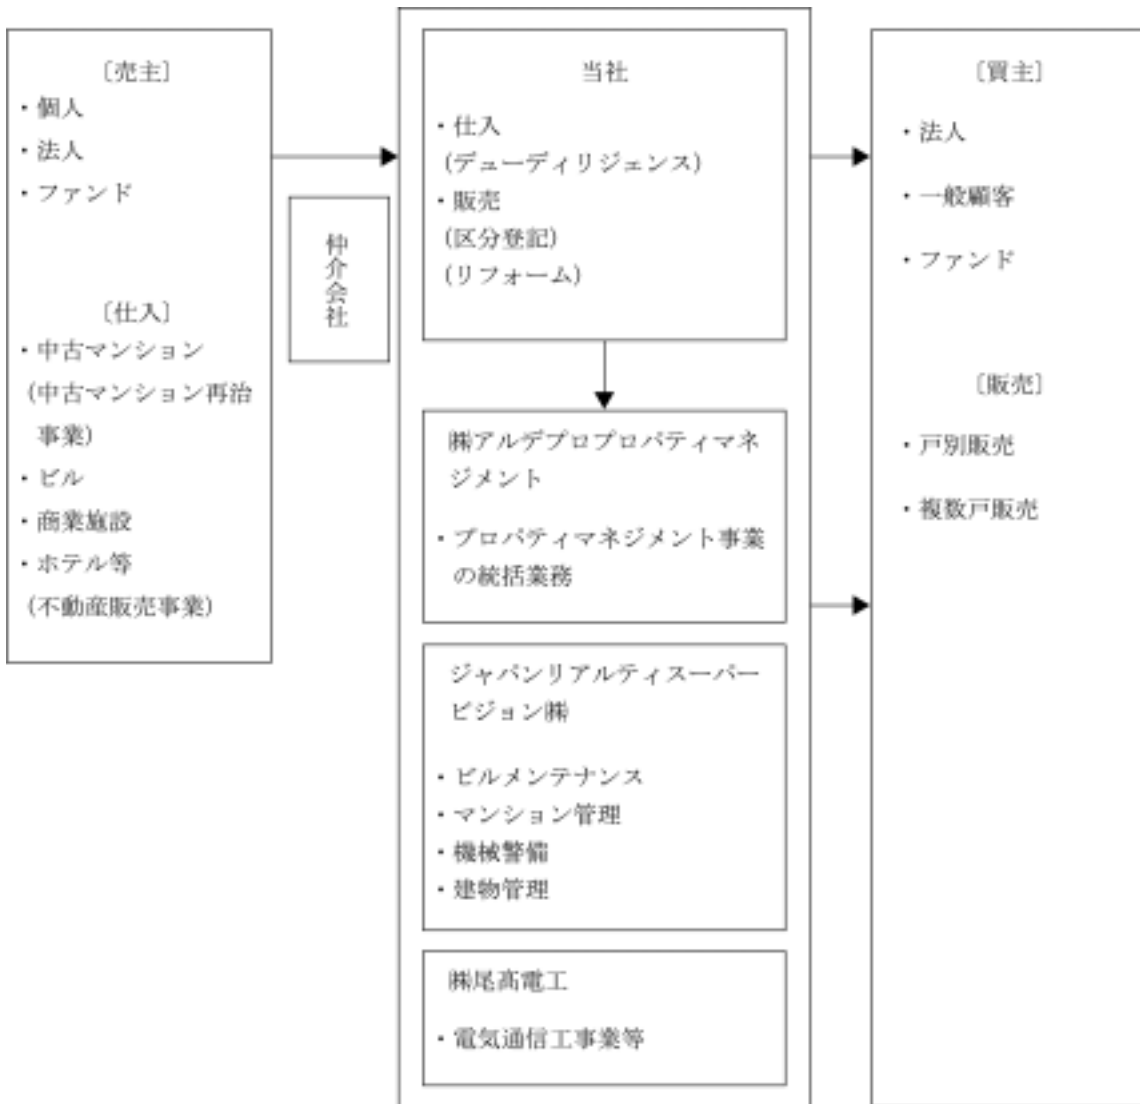 〔売主〕
・個人
・法人
・ファンド
〔仕入〕
・中古マンション
(中古マンション再治
事業)
・ビル
・商業施設
・ホテル等
(不動産販売事業)
仲介会社
当社
・仕入
(デューディリジェンス)
・販売
(区分登記)
(リフォーム)
㈱アルデプロプロパティマネ
ジメント
・プロパティマネジメント事業
の統括業務
ジャパンリアルティスーパー
ビジョン㈱
・ビルメンテナンス
・マンション管理
・機械警備
・建物管理
㈱尾髙電工
・電気通信工事業等
〔買主〕
・法人
・一般顧客
・ファンド
〔販売〕
・戸別販売
・複数戸販売